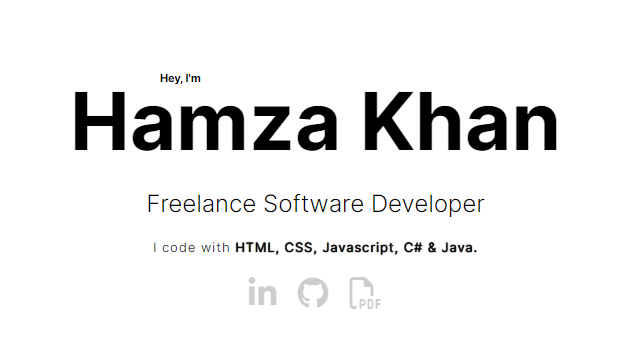 Hey, I'm
Hamza Khan
Freelance Software Developer
I code with HTML, CSS, Javascript, C# & Java.
in PDF